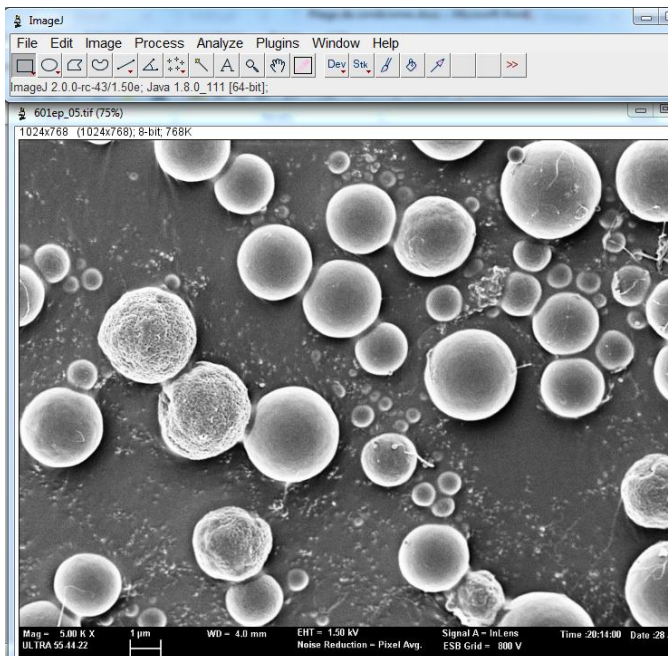 ImageJ
File Edit Image Process Analyze Plugins Window Help
Dev Stk >>
ImageJ 2.0.0-rc-43/1.50e; Java 1.8.0_111 [64-bit];
601ep_05.tif (75%)
1024x768 (1024x768); 8-bit; 768K
Mag = 5.00 K X 1 µm WD = 4.0 mm EHT = 1.50 kV Signal A = InLens Time :20:14:00 Date :28
ULTRA 55-44-22 Noise Reduction = Pixel Avg. ESB Grid = 800 V